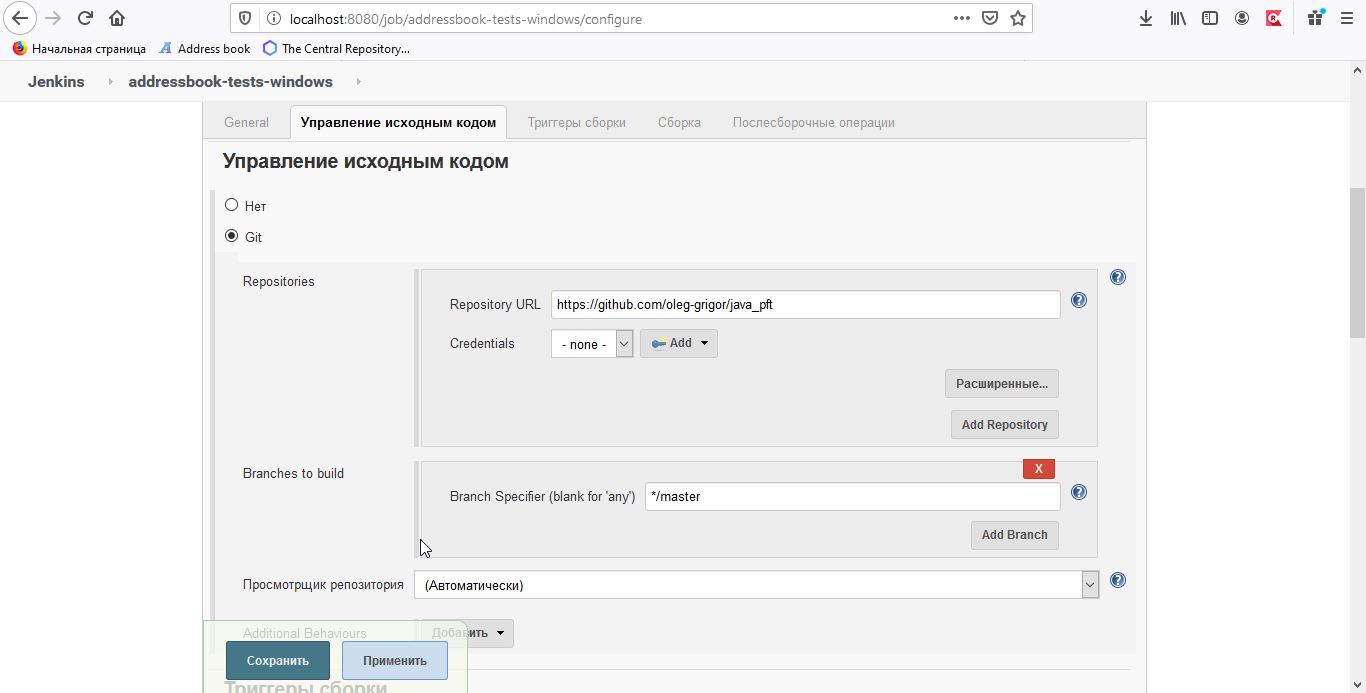 localhost:8080/job/addressbook-tests-windows/configure
Начальная страница Address book The Central Repository...
Jenkins addressbook-tests-windows
General Управление исходным кодом Триггеры сборки Сборка Послесборочные операции
Управление исходным кодом
Нет
Git
Repositories
Repository URL https://github.com/oleg-grigor/java_pft
Credentials - none - Add
Расширенные...
Add Repository
Branches to build
X
Branch Specifier (blank for 'any') */master
Add Branch
Просмотрщик репозитория (Автоматически)
Additional Behaviours Добавить
Сохранить Применить
Триггеры сборки